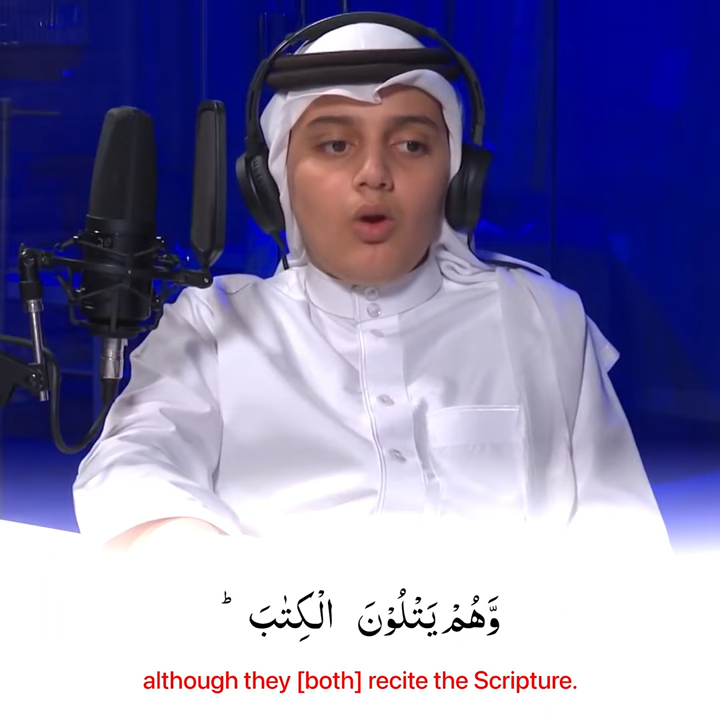 وَّهُمْ يَتْلُوْنَ الْكِتٰبَ ؕ
although they [both] recite the Scripture.